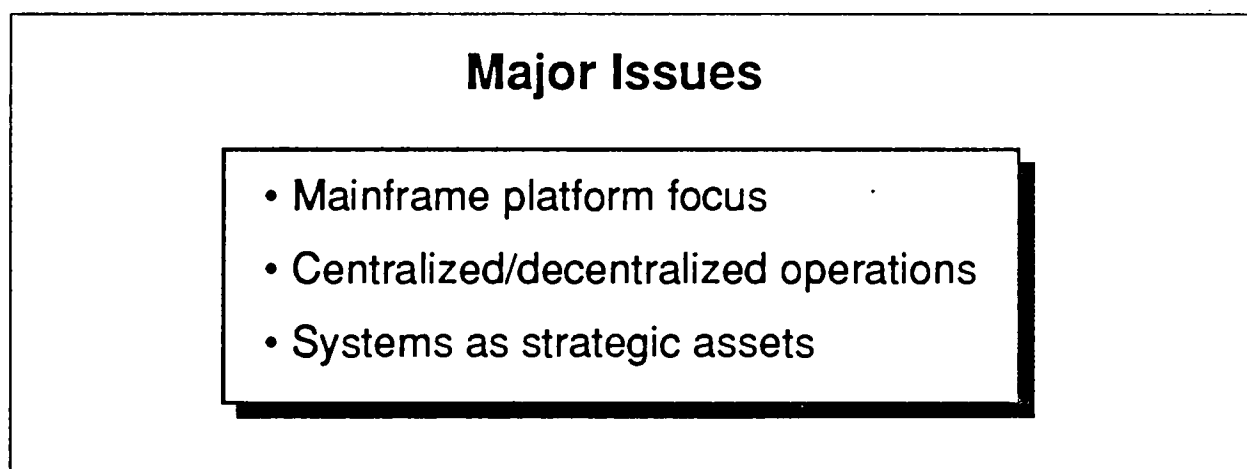 Major Issues
• Mainframe platform focus
• Centralized/decentralized operations
• Systems as strategic assets